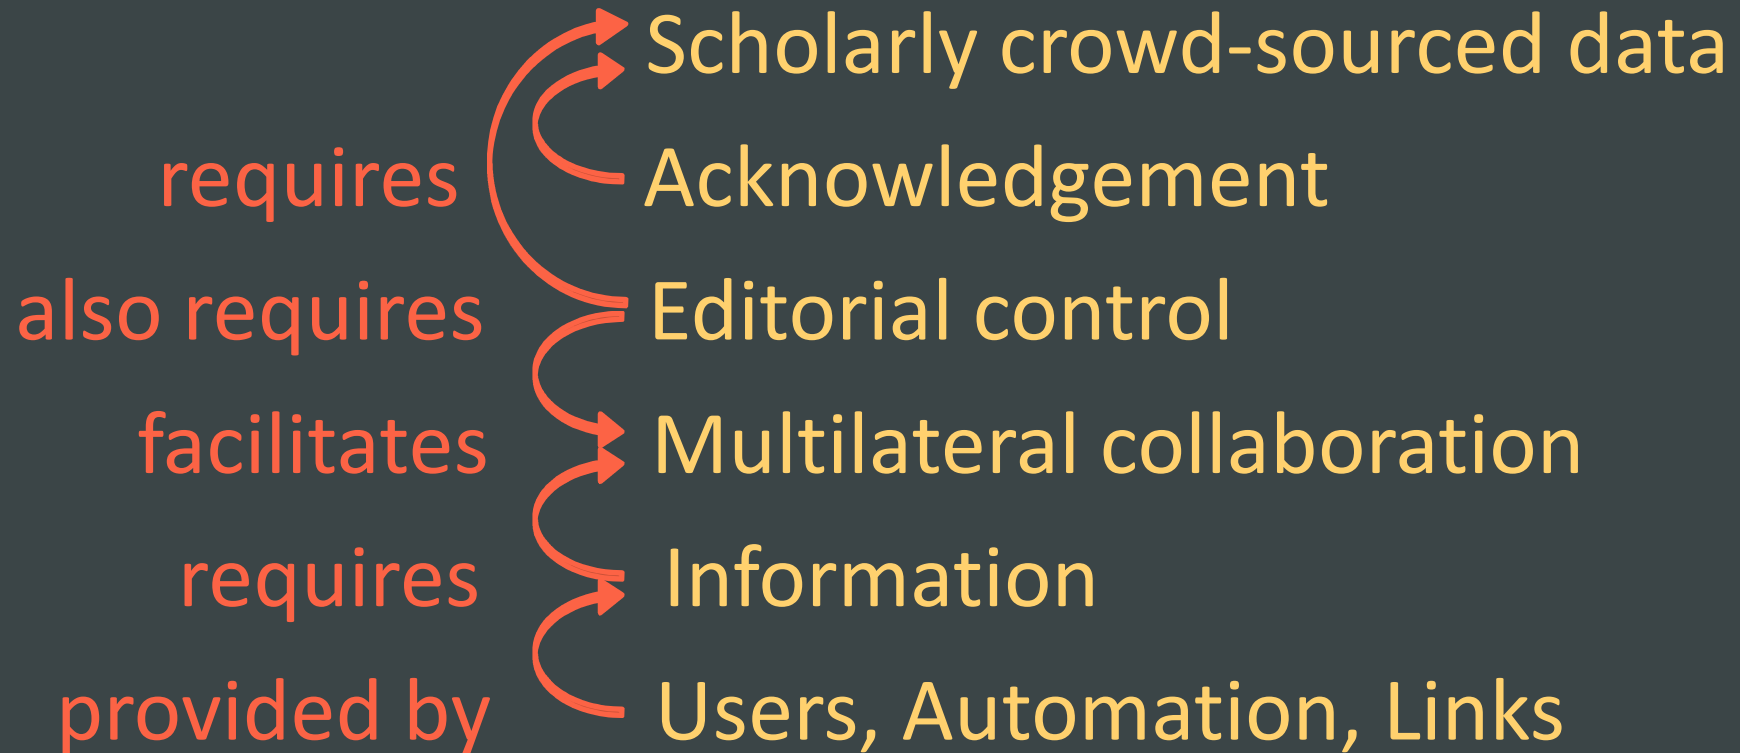 Scholarly crowd-sourced data
requires Acknowledgement
also requires Editorial control
facilitates Multilateral collaboration
requires Information
provided by Users, Automation, Links